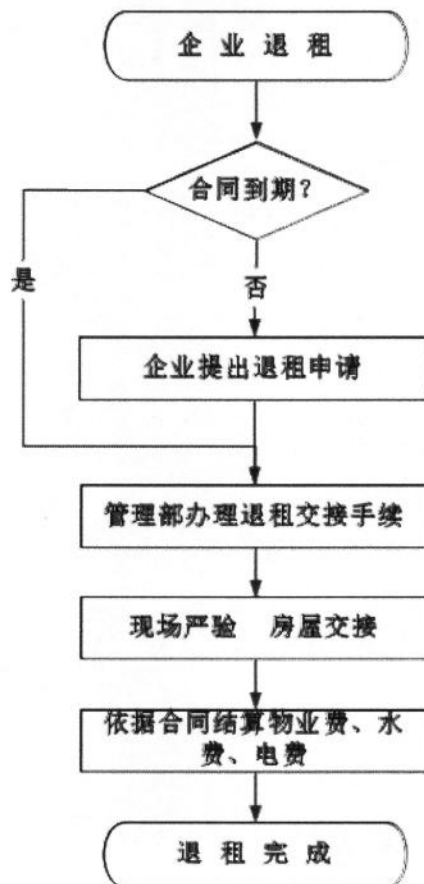 企业退租
合同到期?
是
否
企业提出退租申请
管理部办理退租交接手续
现场严验 房屋交接
依据合同结算物业费、水
费、电费
退租完成